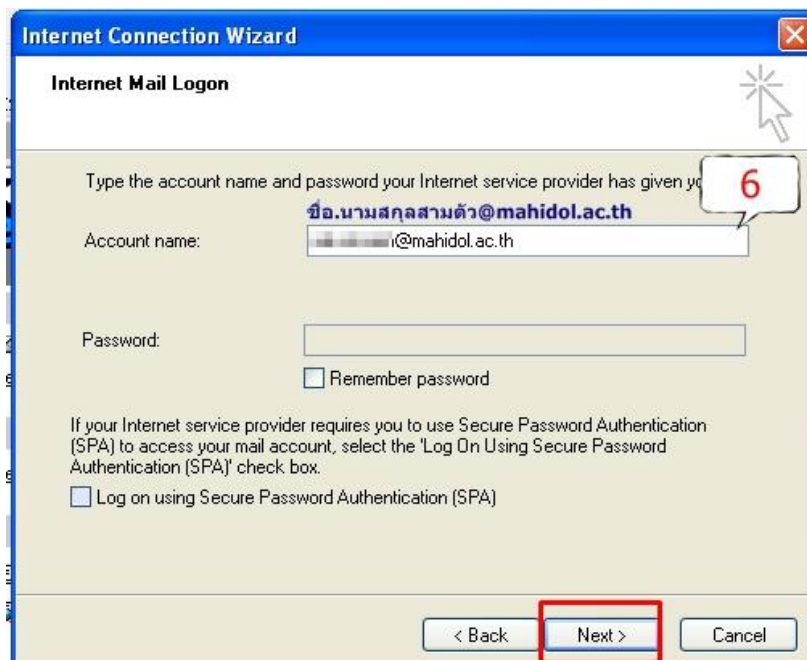 Internet Connection Wizard
Internet Mail Logon
Type the account name and password your Internet service provider has given
6
ชื่อ.นามสกุลสามตัว@mahidol.ac.th
Account name:
@mahidol.ac.th
Password:
Remember password
If your Internet service provider requires you to use Secure Password Authentication
(SPA) to access your mail account, select the 'Log On Using Secure Password
Authentication (SPA)' check box.
Log on using Secure Password Authentication (SPA)
< Back
Next >
Cancel